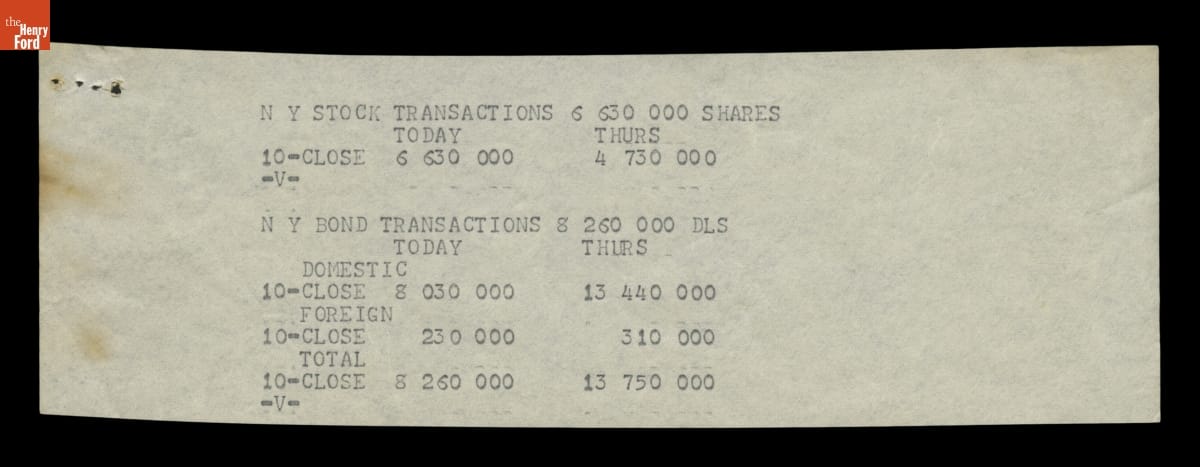 the
Henry
Ford
N Y STOCK TRANSACTIONS 6 630 000 SHARES
TODAY THURS
10-CLOSE 6 630 000 4 730 000
-V-
N Y BOND TRANSACTIONS 8 260 000 DLS
TODAY THURS
DOMESTIC
10-CLOSE 8 030 000 13 440 000
FOREIGN
10-CLOSE 230 000 310 000
TOTAL
10-CLOSE 8 260 000 13 750 000
-V-